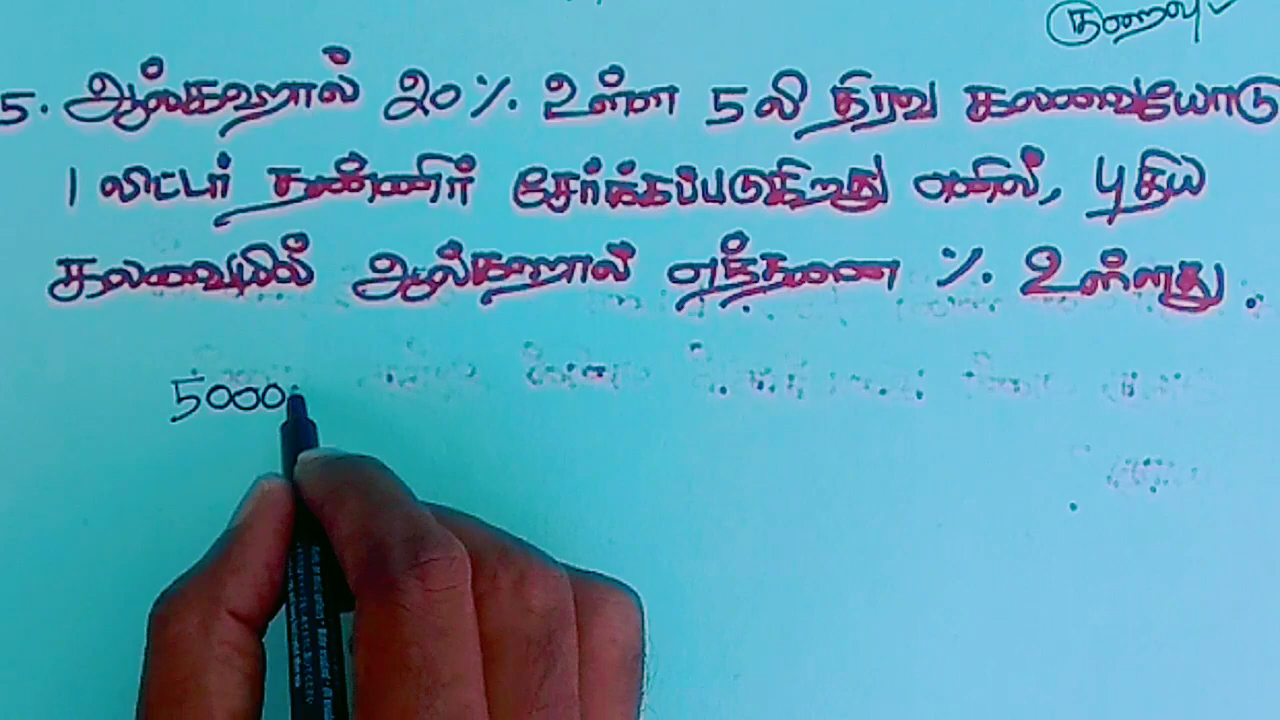 குறைவு
5. ஆல்கஹால் 20% உள்ள 5லி திரவ கலவையோடு
1 லிட்டர் தண்ணீர் சேர்க்கப்படுகிறது எனில், புதிய
கலவையில் ஆல்கஹால் எத்தனை % உள்ளது.
5000